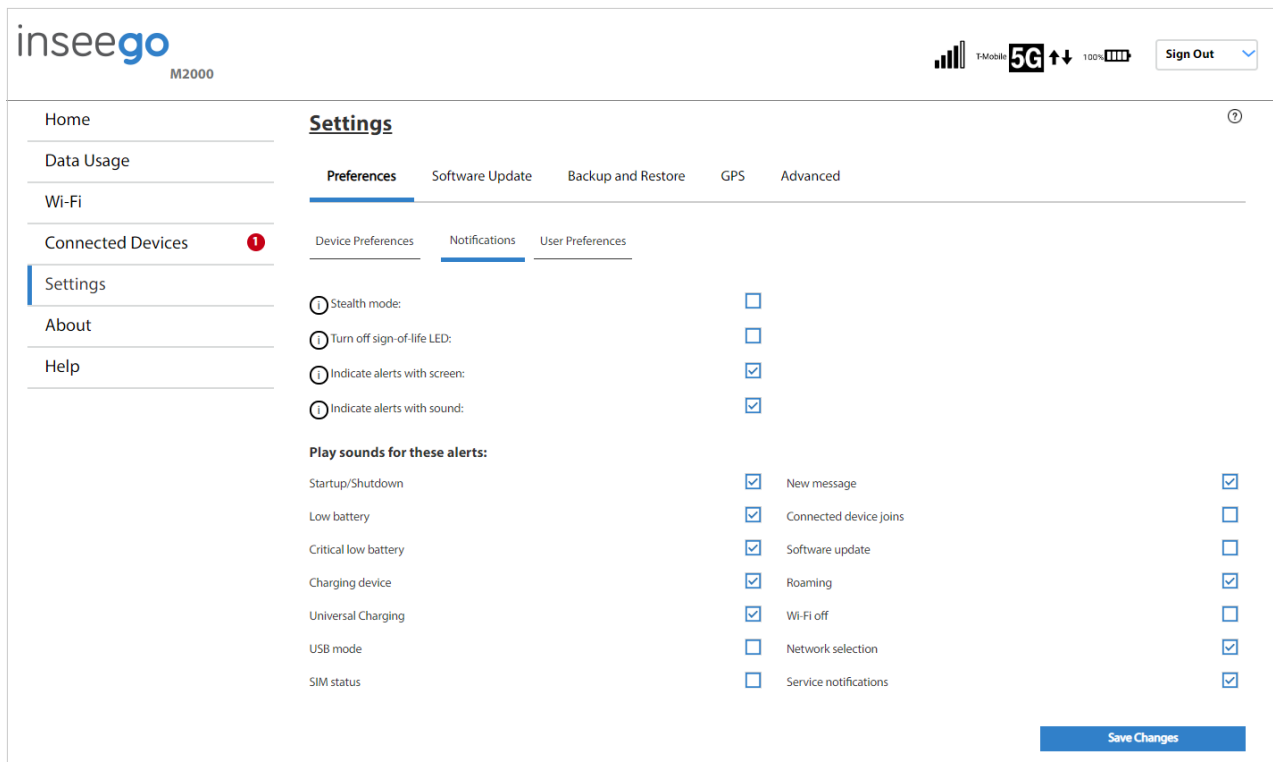 inseego
M2000
T-Mobile 5G 100%
Sign Out
Home
Data Usage
Wi-Fi
Connected Devices 1
Settings
About
Help
Settings
?
Preferences Software Update Backup and Restore GPS Advanced
Device Preferences Notifications User Preferences
i Stealth mode:
i Turn off sign-of-life LED:
i Indicate alerts with screen:
i Indicate alerts with sound:
Play sounds for these alerts:
Startup/Shutdown New message
Low battery Connected device joins
Critical low battery Software update
Charging device Roaming
Universal Charging Wi-Fi off
USB mode Network selection
SIM status Service notifications
Save Changes